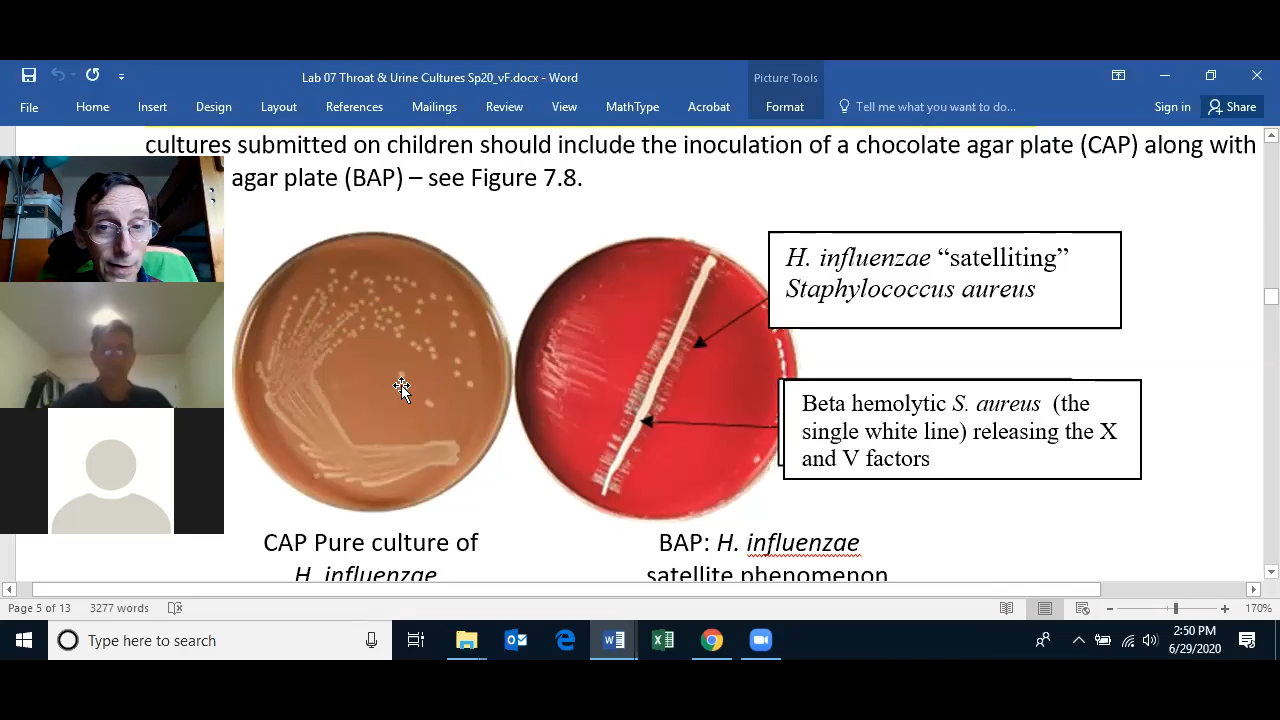 Lab 07 Throat & Urine Cultures Sp20_vF.docx - Word
Picture Tools
File
Home
Insert
Design
Layout
References
Mailings
Review
View
MathType
Acrobat
Format
Tell me what you want to do...
Sign in
Share
cultures submitted on children should include the inoculation of a chocolate agar plate (CAP) along with
agar plate (BAP) – see Figure 7.8.
H. influenzae “satelliting”
Staphylococcus aureus
Beta hemolytic S. aureus (the
single white line) releasing the X
and V factors
CAP Pure culture of
H. influenzae
BAP: H. influenzae
satellite phenomenon
Page 5 of 13
3277 words
170%
Type here to search
2:50 PM
6/29/2020